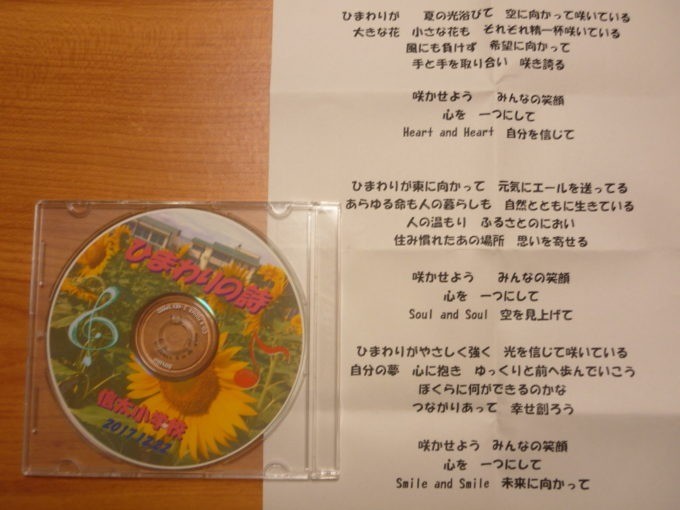 ひまわりが　夏の光浴びて　空に向かって咲いている
大きな花　小さな花も　それぞれ精一杯咲いている
風にも負けず　希望に向かって
手と手を取り合い　咲き誇る
咲かせよう　みんなの笑顔
心を　一つにして
Heart and Heart　自分を信じて
ひまわりが東に向かって　元気にエールを送ってる
あらゆる命も人の暮らしも　自然とともに生きている
人の温もり　ふるさとのにおい
住み慣れたあの場所　思いを寄せる
咲かせよう　みんなの笑顔
心を　一つにして
Soul and Soul　空を見上げて
ひまわりがやさしく強く　光を信じて咲いている
自分の夢　心に抱き　ゆっくりと前へ歩んでいこう
ぼくらに何ができるのかな
つながりあって　幸せ創ろう
咲かせよう　みんなの笑顔
心を　一つにして
Smile and Smile　未来に向かって
ひまわりの詩
小学校
2017.12.22